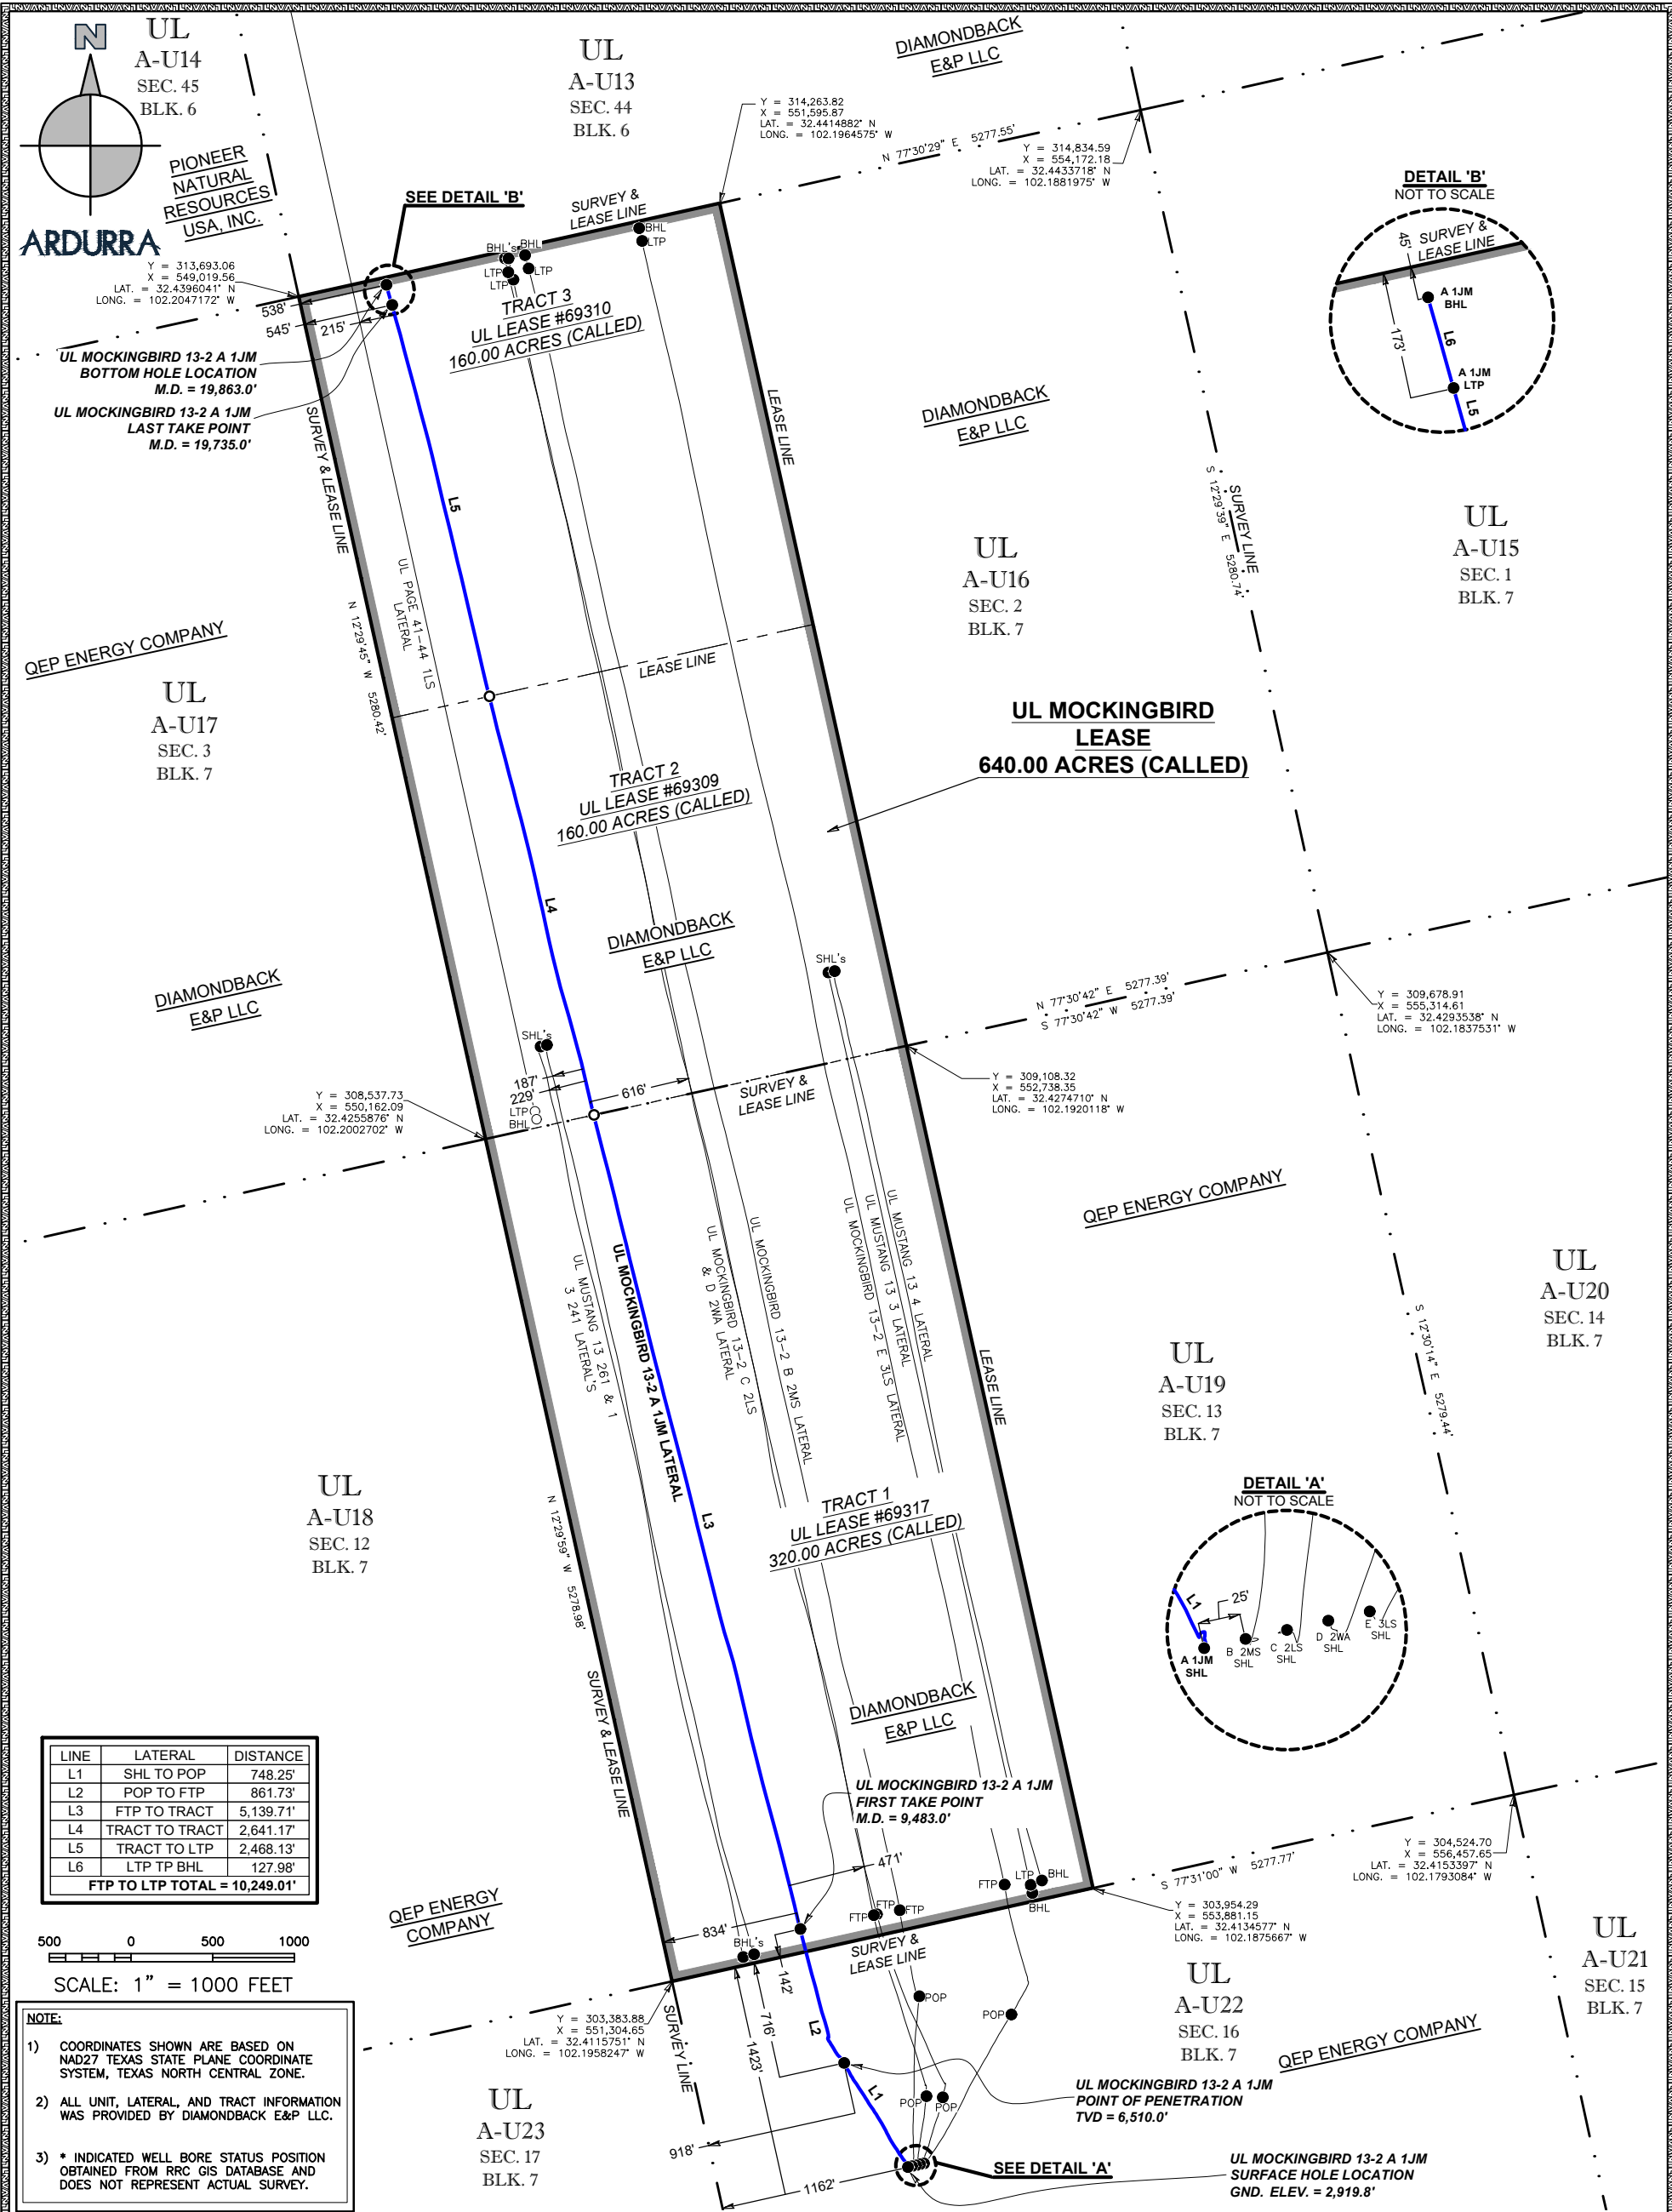 N
ARDURRA
UL
A-U14
SEC. 45
BLK. 6
UL
A-U13
SEC. 44
BLK. 6
DIAMONDBACK
E&P LLC
PIONEER
NATURAL
RESOURCES
USA, INC.
Y = 314,263.82
X = 551,595.87
LAT. = 32.4414882° N
LONG. = 102.1964575° W
N 77°30'29" E 5277.55'
Y = 314,834.59
X = 554,172.18
LAT. = 32.4433718° N
LONG. = 102.1881975° W
DETAIL 'B'
NOT TO SCALE
45'
SURVEY &
LEASE LINE
A 1JM
BHL
L6
173'
A 1JM
LTP
L5
SEE DETAIL 'B'
SURVEY &
LEASE LINE
BHL
LTP
BHL's
BHL
LTP
LTP
LTP
Y = 313,693.06
X = 549,019.56
LAT. = 32.4396041° N
LONG. = 102.2047172° W
538'
545'
215'
UL MOCKINGBIRD 13-2 A 1JM
BOTTOM HOLE LOCATION
M.D. = 19,863.0'
UL MOCKINGBIRD 13-2 A 1JM
LAST TAKE POINT
M.D. = 19,735.0'
TRACT 3
UL LEASE #69310
160.00 ACRES (CALLED)
LEASE LINE
DIAMONDBACK
E&P LLC
SURVEY & LEASE LINE
L5
UL PAGE 41-44 1LS
LATERAL
N 12°29'45" W 5280.42'
S 12°29'39" E 5280.74'
SURVEY LINE
UL
A-U16
SEC. 2
BLK. 7
UL
A-U15
SEC. 1
BLK. 7
QEP ENERGY COMPANY
UL
A-U17
SEC. 3
BLK. 7
LEASE LINE
UL MOCKINGBIRD
LEASE
640.00 ACRES (CALLED)
TRACT 2
UL LEASE #69309
160.00 ACRES (CALLED)
L4
DIAMONDBACK
E&P LLC
DIAMONDBACK
E&P LLC
SHL's
SHL's
N 77°30'42" E 5277.39'
S 77°30'42" W 5277.39'
Y = 309,678.91
X = 555,314.61
LAT. = 32.4293538° N
LONG. = 102.1837531° W
187'
229'
616'
LTP
BHL
SURVEY &
LEASE LINE
Y = 308,537.73
X = 550,162.09
LAT. = 32.4255876° N
LONG. = 102.2002702° W
Y = 309,108.32
X = 552,738.35
LAT. = 32.4274710° N
LONG. = 102.1920118° W
QEP ENERGY COMPANY
UL MUSTANG 13 261 & 1
3 241 LATERAL'S
UL MOCKINGBIRD 13-2 A 1JM LATERAL
UL MOCKINGBIRD 13-2 C 2LS
& D 2WA LATERAL
UL MOCKINGBIRD 13-2 B 2MS LATERAL
UL MOCKINGBIRD 13-2 E 3LS LATERAL
UL MUSTANG 13 3 LATERAL
UL MUSTANG 13 4 LATERAL
LEASE LINE
S 12°30'14" E 5279.44'
UL
A-U20
SEC. 14
BLK. 7
UL
A-U19
SEC. 13
BLK. 7
UL
A-U18
SEC. 12
BLK. 7
N 12°29'59" W 5278.98'
SURVEY & LEASE LINE
L3
TRACT 1
UL LEASE #69317
320.00 ACRES (CALLED)
DETAIL 'A'
NOT TO SCALE
L1
25'
A 1JM
SHL
B 2MS
SHL
C 2LS
SHL
D 2WA
SHL
E 3LS
SHL
DIAMONDBACK
E&P LLC
LINE LATERAL DISTANCE
L1 SHL TO POP 748.25'
L2 POP TO FTP 861.73'
L3 FTP TO TRACT 5,139.71'
L4 TRACT TO TRACT 2,641.17'
L5 TRACT TO LTP 2,468.13'
L6 LTP TP BHL 127.98'
FTP TO LTP TOTAL = 10,249.01'
UL MOCKINGBIRD 13-2 A 1JM
FIRST TAKE POINT
M.D. = 9,483.0'
471'
FTP
LTP
BHL
BHL
S 77°31'00" W 5277.77'
Y = 304,524.70
X = 556,457.65
LAT. = 32.4153397° N
LONG. = 102.1793084° W
QEP ENERGY
COMPANY
834'
FTP
FTP
FTP
BHL's
SURVEY &
LEASE LINE
Y = 303,954.29
X = 553,881.15
LAT. = 32.4134577° N
LONG. = 102.1875667° W
UL
A-U21
SEC. 15
BLK. 7
500 0 500 1000
SCALE: 1" = 1000 FEET
142'
716'
1423'
L2
POP
POP
UL
A-U22
SEC. 16
BLK. 7
QEP ENERGY COMPANY
Y = 303,383.88
X = 551,304.65
LAT. = 32.4115751° N
LONG. = 102.1958247° W
SURVEY LINE
NOTE:
1) COORDINATES SHOWN ARE BASED ON
NAD27 TEXAS STATE PLANE COORDINATE
SYSTEM, TEXAS NORTH CENTRAL ZONE.
2) ALL UNIT, LATERAL, AND TRACT INFORMATION
WAS PROVIDED BY DIAMONDBACK E&P LLC.
3) * INDICATED WELL BORE STATUS POSITION
OBTAINED FROM RRC GIS DATABASE AND
DOES NOT REPRESENT ACTUAL SURVEY.
UL
A-U23
SEC. 17
BLK. 7
L1
POP
POP
UL MOCKINGBIRD 13-2 A 1JM
POINT OF PENETRATION
TVD = 6,510.0'
918'
1162'
SEE DETAIL 'A'
UL MOCKINGBIRD 13-2 A 1JM
SURFACE HOLE LOCATION
GND. ELEV. = 2,919.8'